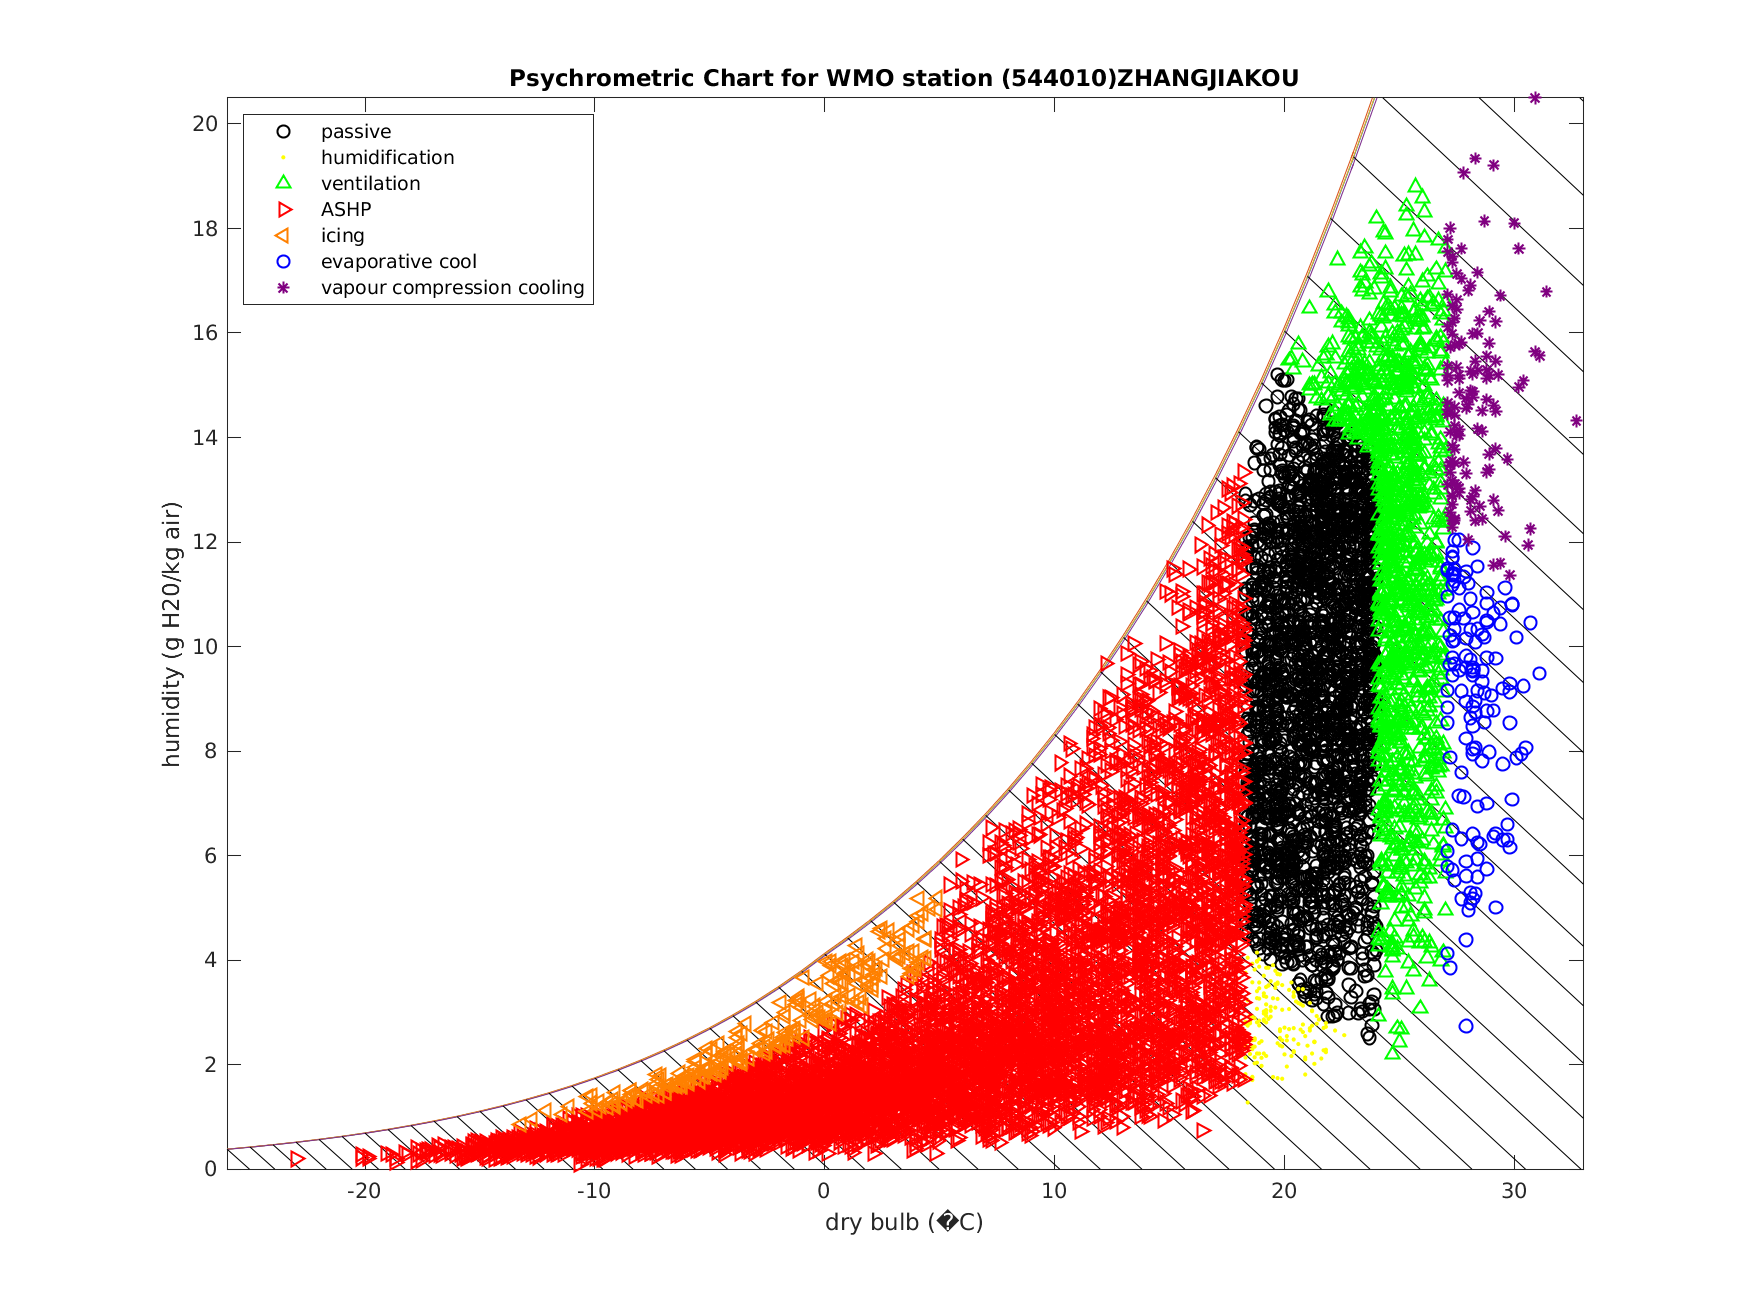 Psychrometric Chart for WMO station (544010)ZHANGJIAKOU
passive
humidification
ventilation
ASHP
icing
evaporative cool
vapour compression cooling
humidity (g H20/kg air)
20
18
16
14
12
10
8
6
4
2
0
-20
-10
0
10
20
30
dry bulb (�C)